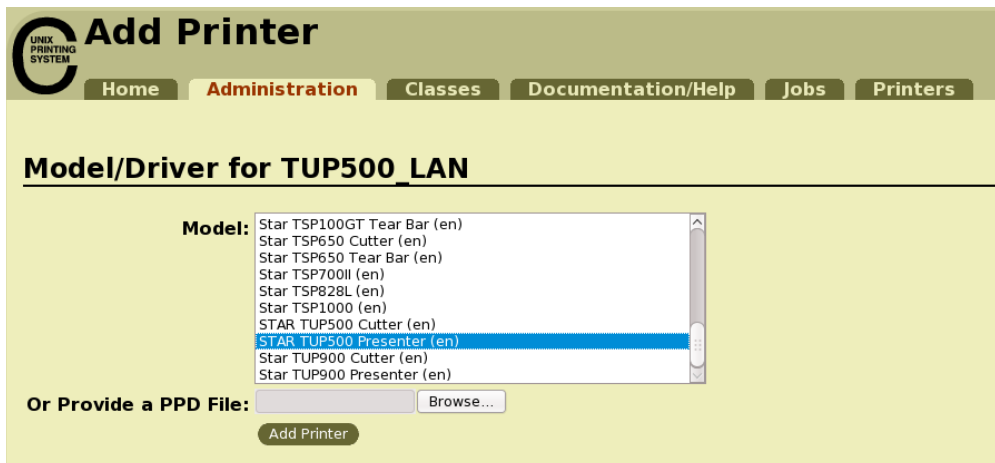 UNIX
PRINTING
SYSTEM
Add Printer
Home Administration Classes Documentation/Help Jobs Printers
Model/Driver for TUP500_LAN
Model:
Star TSP100GT Tear Bar (en)
Star TSP650 Cutter (en)
Star TSP650 Tear Bar (en)
Star TSP700II (en)
Star TSP828L (en)
Star TSP1000 (en)
STAR TUP500 Cutter (en)
STAR TUP500 Presenter (en)
Star TUP900 Cutter (en)
Star TUP900 Presenter (en)
Or Provide a PPD File: Browse...
Add Printer